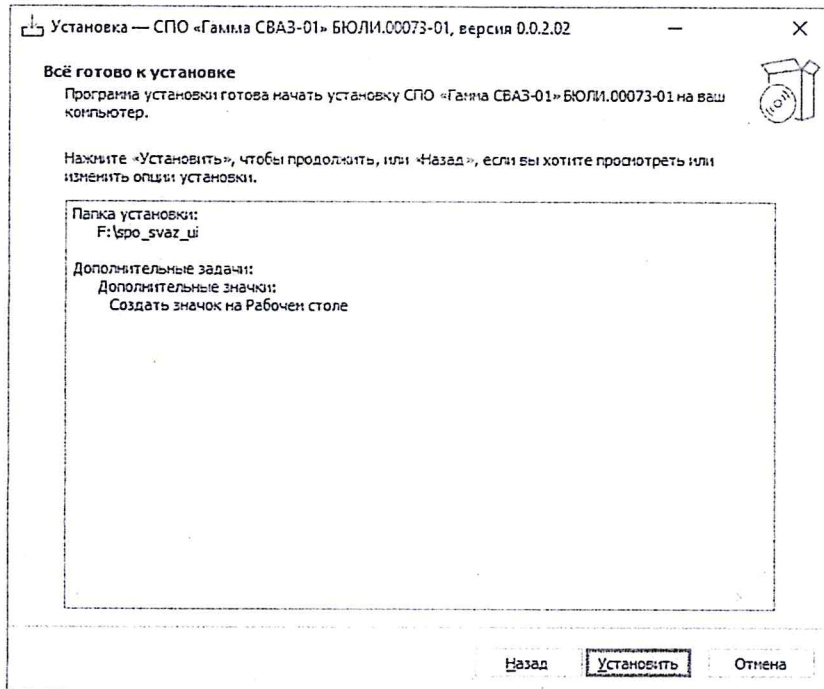 Установка — СПО «Гамма СВАЗ-01» БЮЛИ.00073-01, версия 0.0.2.02
Всё готово к установке
Программа установки готова начать установку СПО «Гамма СВАЗ-01» БЮЛИ.00073-01 на ваш
компьютер.
Нажмите «Установить», чтобы продолжить, или «Назад», если вы хотите просмотреть или
изменить опции установки.
Папка установки:
F:\spo_svaz_ui
Дополнительные задачи:
Дополнительные значки:
Создать значок на Рабочем столе
Назад
Установить
Отмена